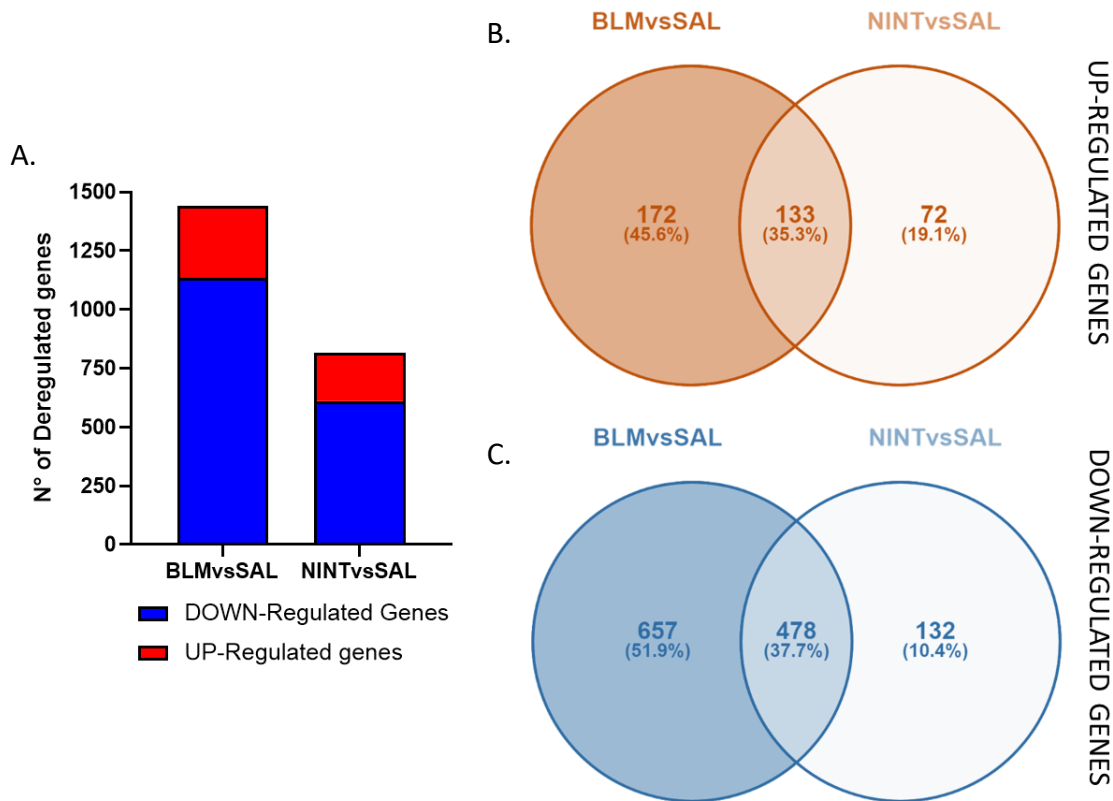 A.
1500
1250
1000
750
500
250
0
N° of Deregulated genes
BLMvsSAL NINTvsSAL
DOWN-Regulated Genes
UP-Regulated genes
B.
BLMvsSAL NINTvsSAL
172 133 72
(45.6%) (35.3%) (19.1%)
UP-REGULATED GENES
C.
BLMvsSAL NINTvsSAL
657 478 132
(51.9%) (37.7%) (10.4%)
DOWN-REGULATED GENES